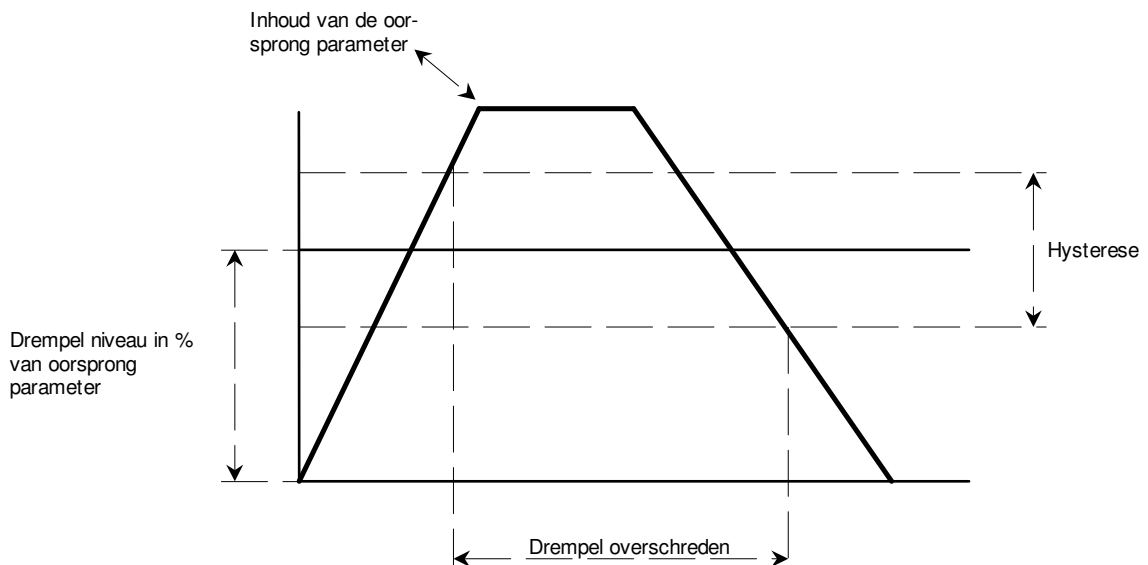 Inhoud van de oor-
sprong parameter
Hysterese
Drempel niveau in %
van oorsprong
parameter
Drempel overschreden